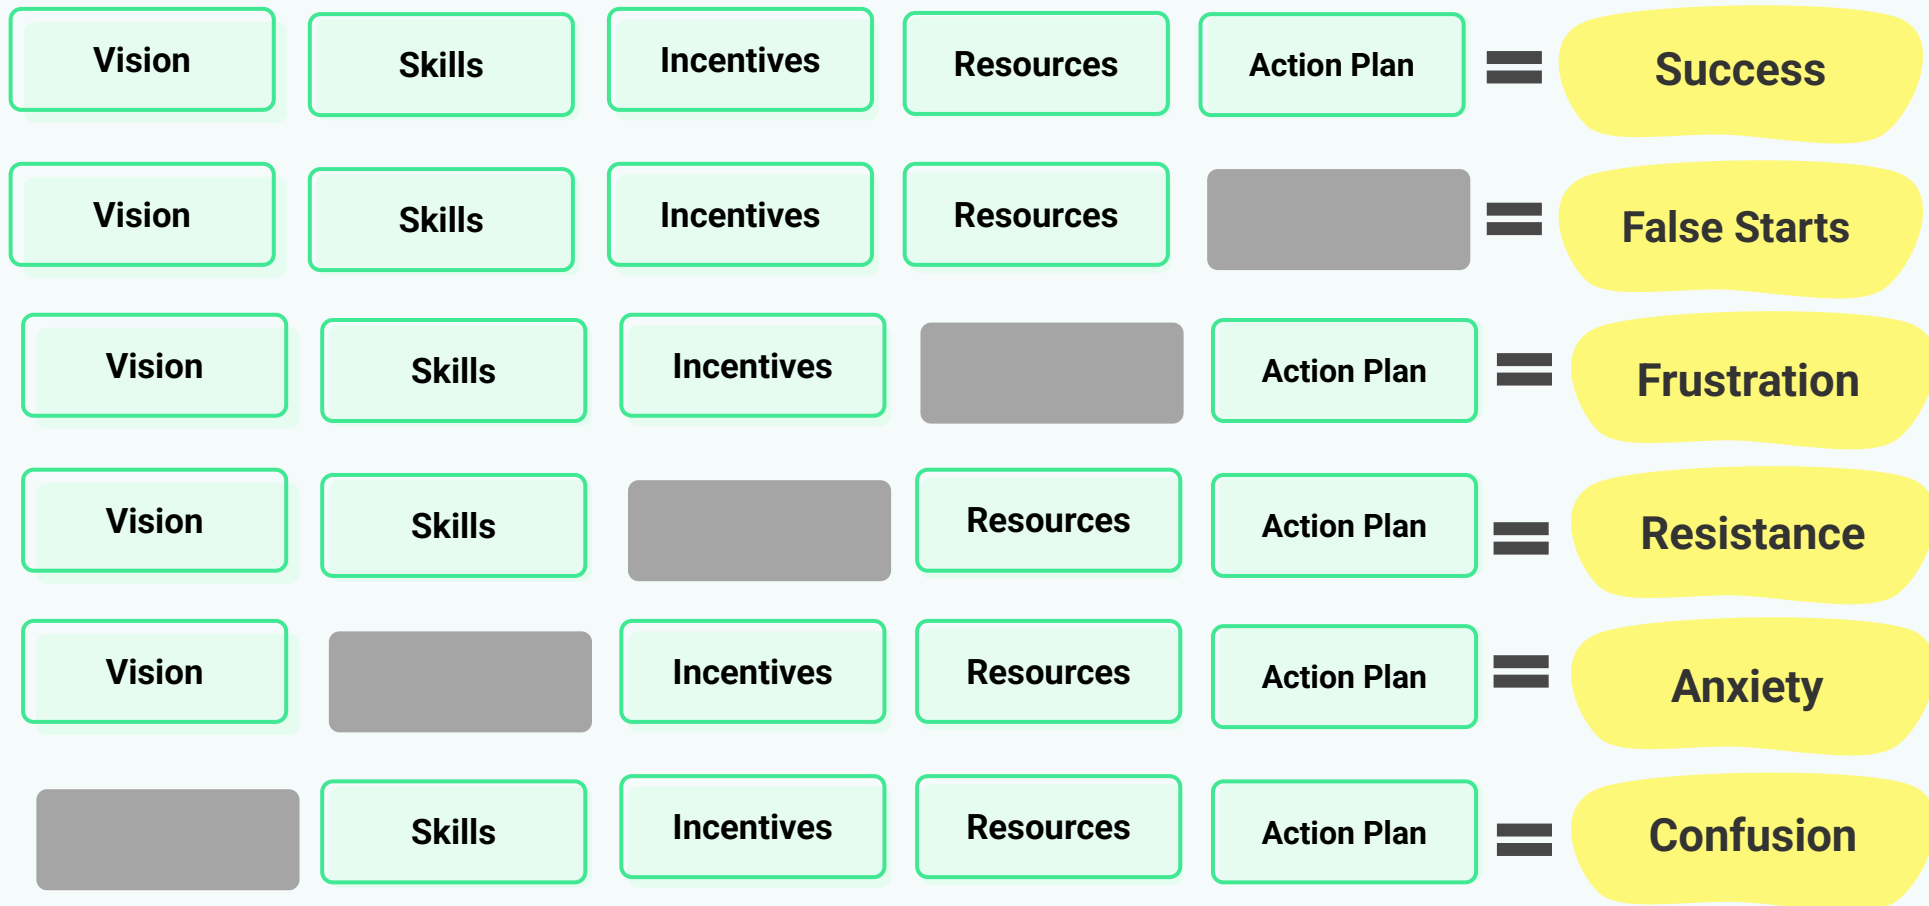 Vision Skills Incentives Resources Action Plan = Success
Vision Skills Incentives Resources = False Starts
Vision Skills Incentives Action Plan = Frustration
Vision Skills Resources Action Plan = Resistance
Vision Incentives Resources Action Plan = Anxiety
Skills Incentives Resources Action Plan = Confusion